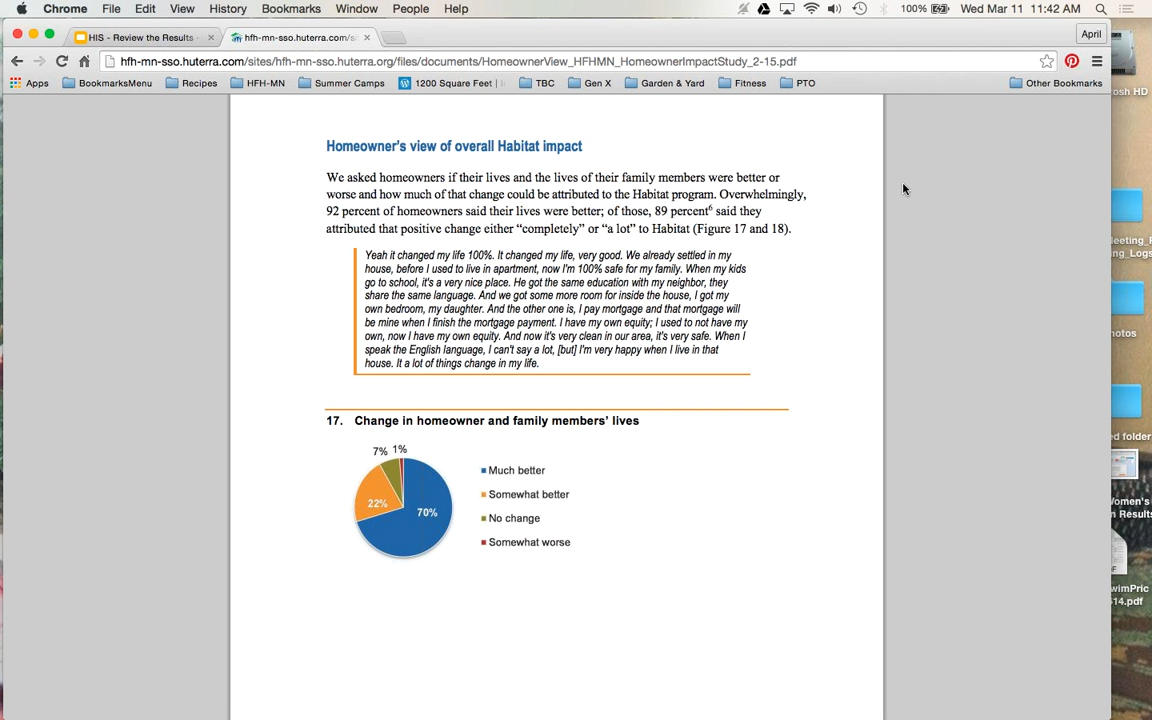 Chrome File Edit View History Bookmarks Window People Help 100% Wed Mar 11 11:42 AM
HIS - Review the Results - hfh-mn-sso.huterra.com/s April
hfh-mn-sso.huterra.com/sites/hfh-mn-sso.huterra.org/files/documents/HomeownerView_HFHMN_HomeownerImpactStudy_2-15.pdf
Apps BookmarksMenu Recipes HFH-MN Summer Camps 1200 Square Feet | TBC Gen X Garden & Yard Fitness PTO Other Bookmarks
Homeowner's view of overall Habitat impact
We asked homeowners if their lives and the lives of their family members were better or
worse and how much of that change could be attributed to the Habitat program. Overwhelmingly,
92 percent of homeowners said their lives were better; of those, 89 percent⁶ said they
attributed that positive change either “completely” or “a lot” to Habitat (Figure 17 and 18).
Yeah it changed my life 100%. It changed my life, very good. We already settled in my
house, before I used to live in apartment, now I'm 100% safe for my family. When my kids
go to school, it's a very nice place. He got the same education with my neighbor, they
share the same language. And we got some more room for inside the house, I got my
own bedroom, my daughter. And the other one is, I pay mortgage and that mortgage will
be mine when I finish the mortgage payment. I have my own equity; I used to not have my
own, now I have my own equity. And now it's very clean in our area, it's very safe. When I
speak the English language, I can't say a lot, [but] I'm very happy when I live in that
house. It a lot of things change in my life.
17. Change in homeowner and family members' lives
7% 1%
22%
70%
Much better
Somewhat better
No change
Somewhat worse
osh HD
eeting_
ng_Logs
otos
ed folder
omen's
n Results
wimPric
614.pdf